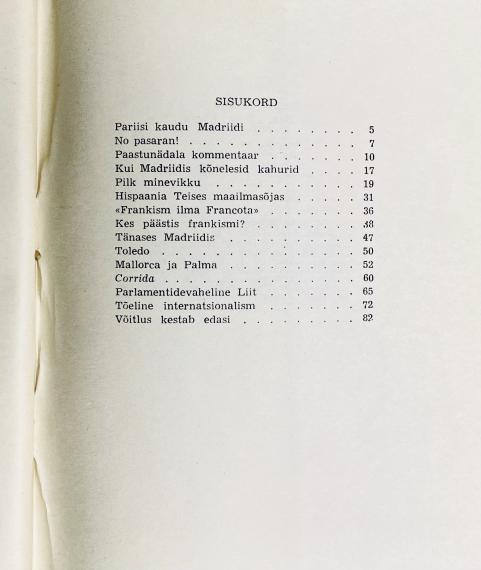 SISUKORD
Pariisi kaudu Madriidi . . . . . . . . 5
No pasaran! . . . . . . . . . . . 7
Paastunädala kommentaar . . . . . . . 10
Kui Madriidis kõnelesid kahurid . . . . . 17
Pilk minevikku . . . . . . . . . . 19
Hispaania Teises maailmasõjas . . . . . . 31
«Frankism ilma Francota» . . . . . . . 36
Kes päästis frankismi? . . . . . . . . 38
Tänases Madriidis . . . . . . . . . . 47
Toledo . . . . . . . . . . . . . 50
Mallorca ja Palma . . . . . . . . . . 52
Corrida . . . . . . . . . . . . . 60
Parlamentidevaheline Liit . . . . . . . 65
Tõeline internatsionalism . . . . . . . 72
Võitlus kestab edasi . . . . . . . . . 82